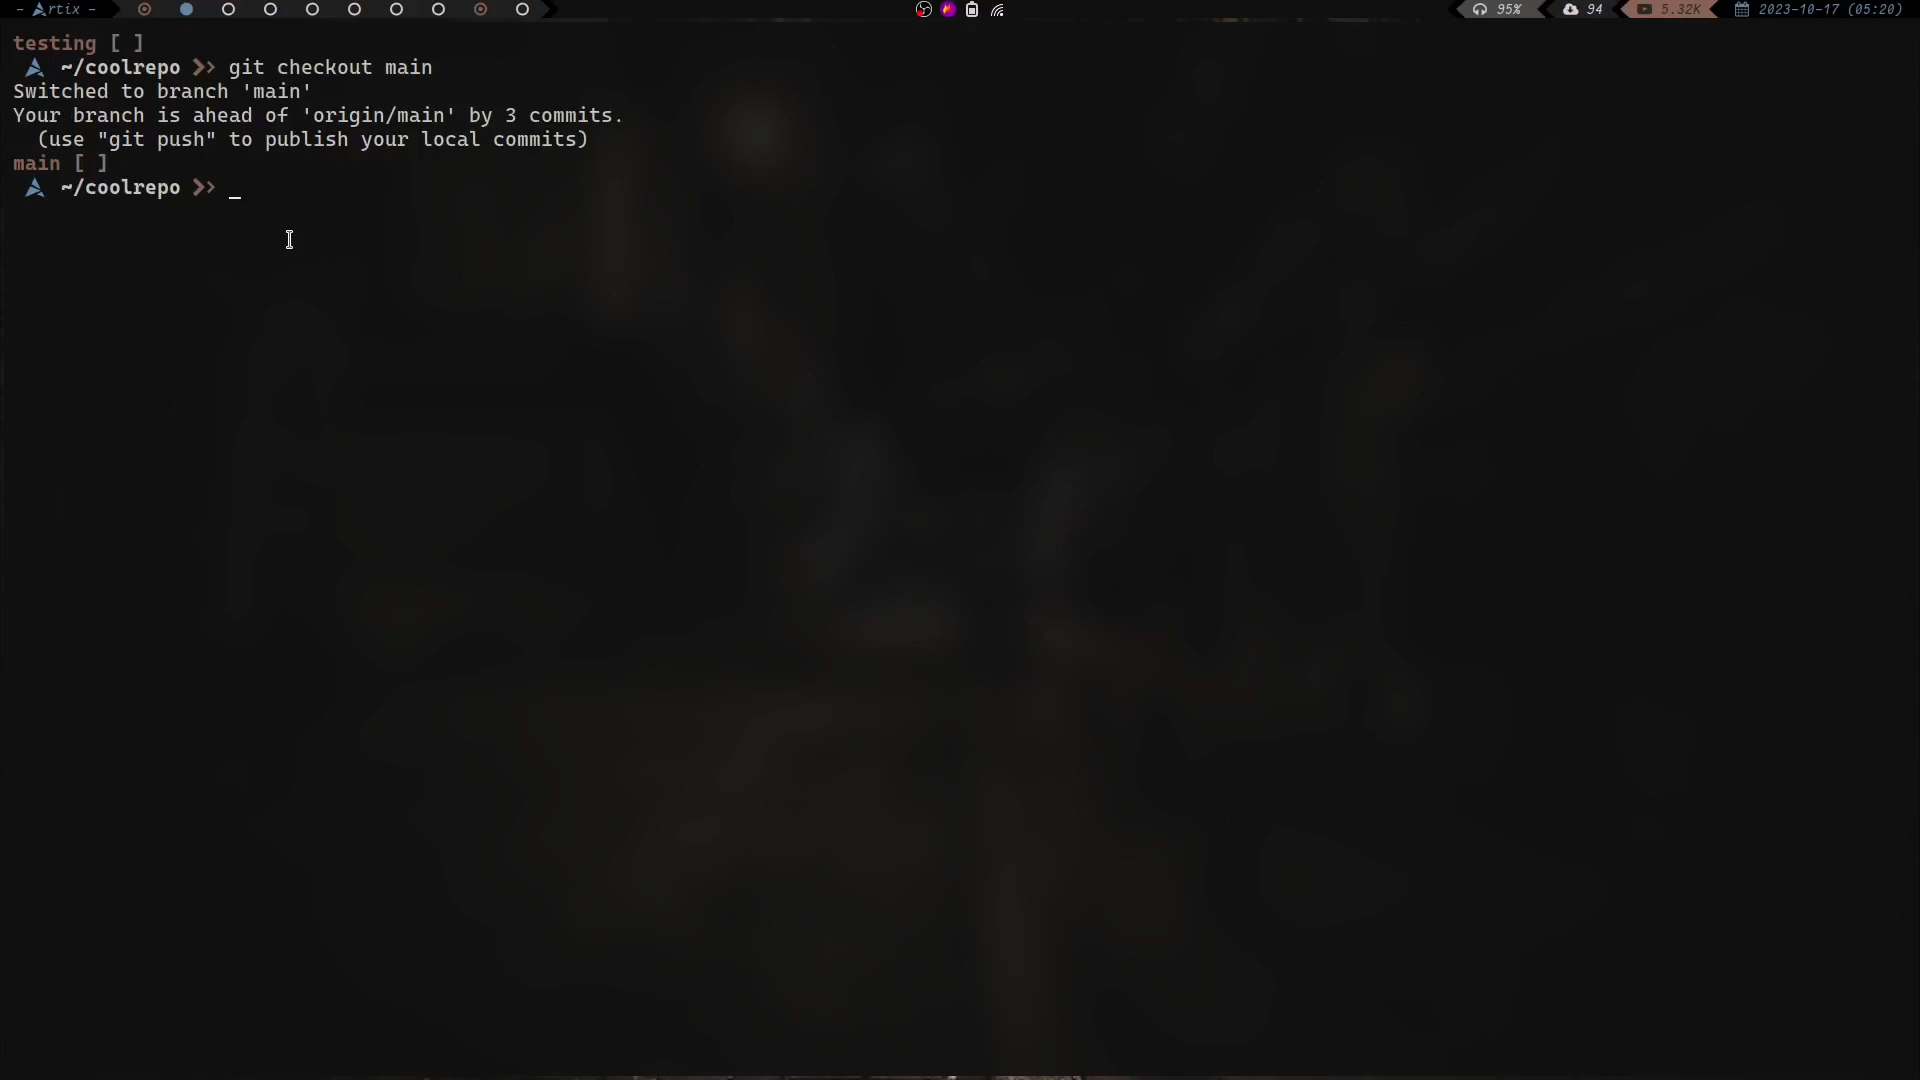 - Artix -
95%
94
5.32K
2023-10-17 (05:20)
testing [ ]
~/coolrepo git checkout main
Switched to branch 'main'
Your branch is ahead of 'origin/main' by 3 commits.
(use "git push" to publish your local commits)
main [ ]
~/coolrepo _